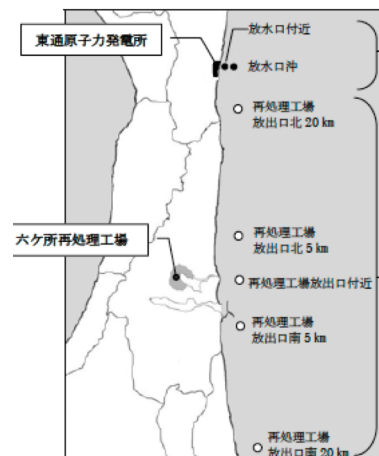 放水口付近
東通原子力発電所
放水口沖
再処理工場
放出口北 20 km
再処理工場
放出口北 5 km
六ケ所再処理工場
再処理工場放出口付近
再処理工場
放出口南 5 km
再処理工場
放出口南 20 km